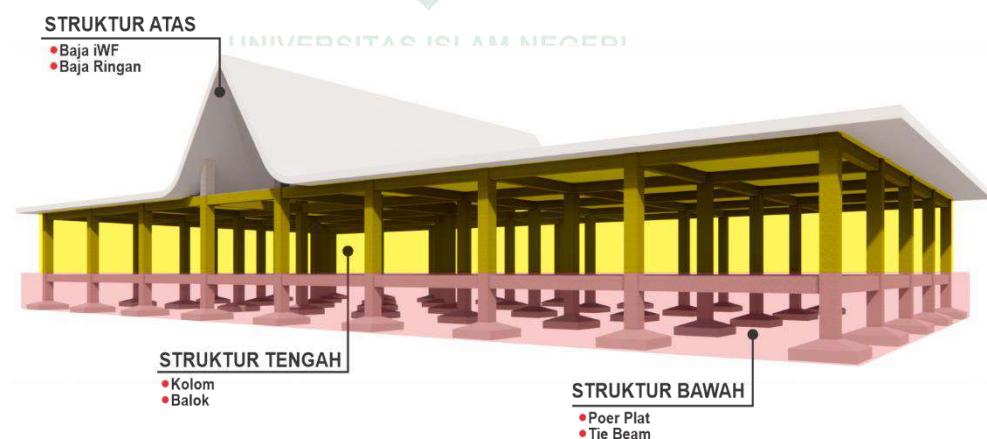 STRUKTUR ATAS
Baja iWF
Baja Ringan
UNIVERSITAS ISLAM NEGERI
STRUKTUR TENGAH
Kolom
Balok
STRUKTUR BAWAH
Poer Plat
Tie Beam